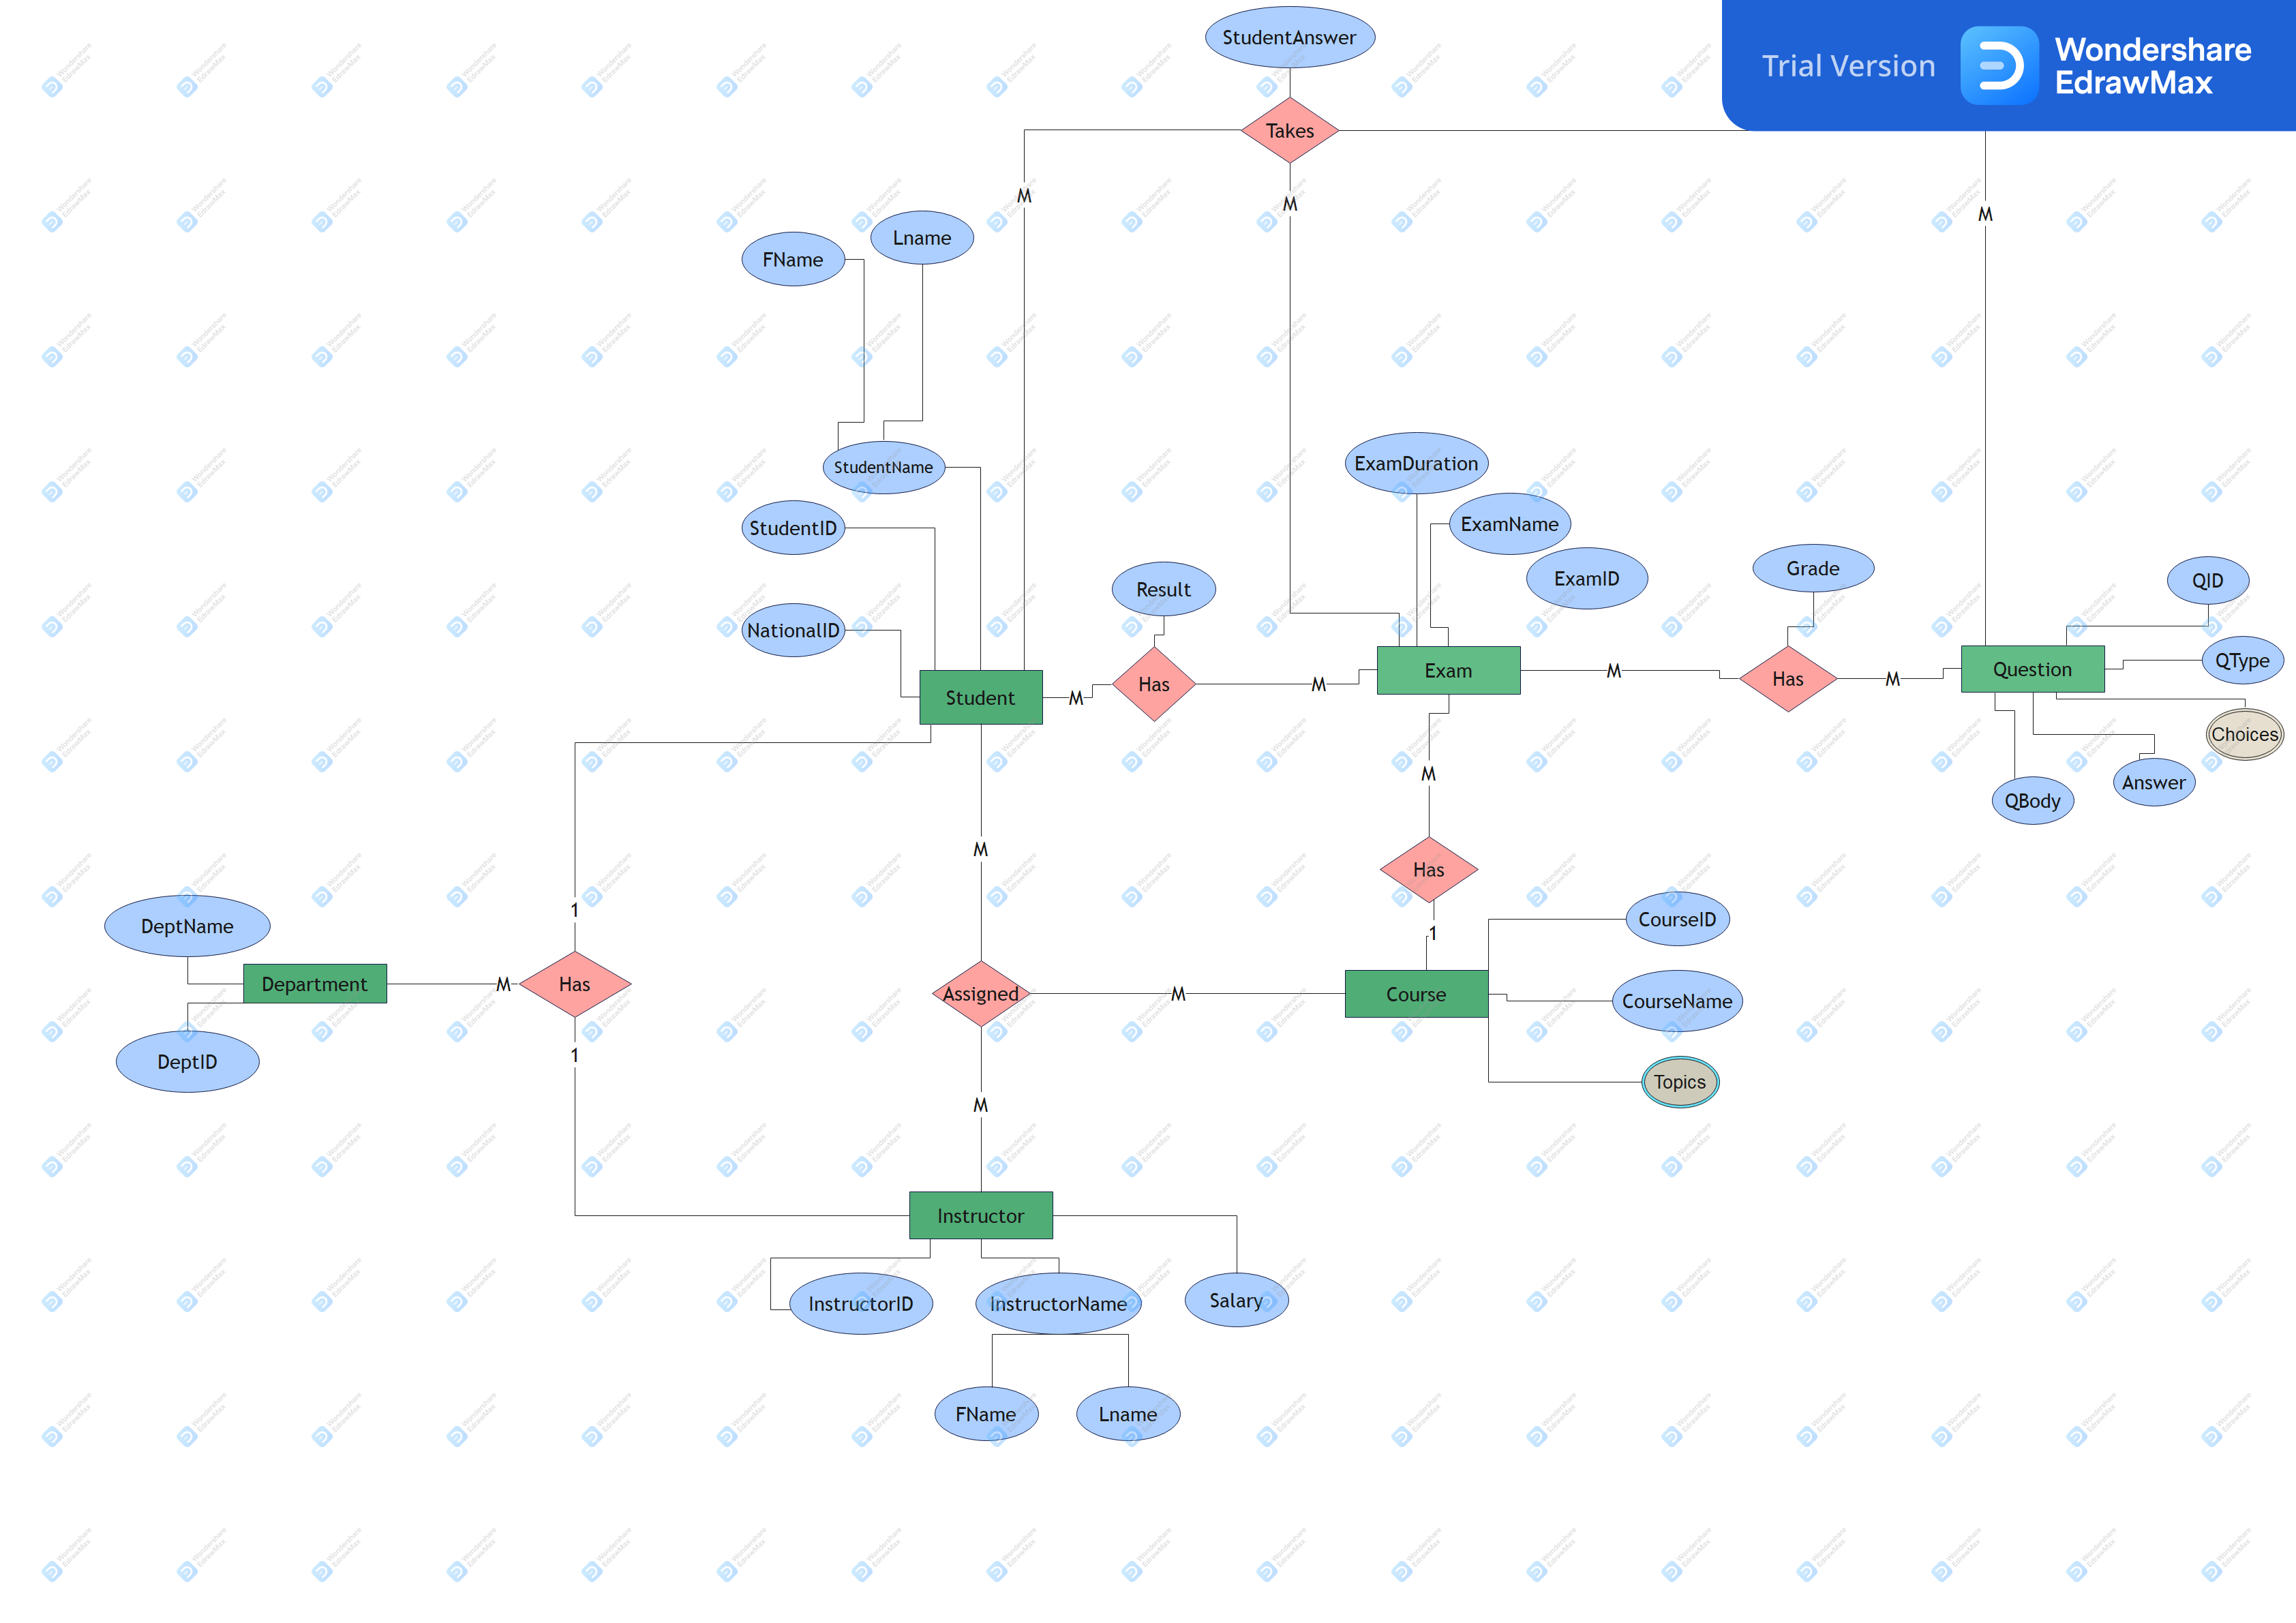 StudentAnswer
Trial Version
Wondershare
EdrawMax
Takes
M
M
M
Lname
FName
StudentName
ExamDuration
ExamName
StudentID
ExamID
Grade
QID
Result
NationalID
QType
Exam
M
Question
Has
M
Has
M
Student
M
Choices
M
Answer
QBody
M
Has
1
CourseID
DeptName
1
Department
M
Has
Assigned
M
Course
CourseName
1
DeptID
Topics
M
Instructor
InstructorID
InstructorName
Salary
FName
Lname
Wondershare
EdrawMax